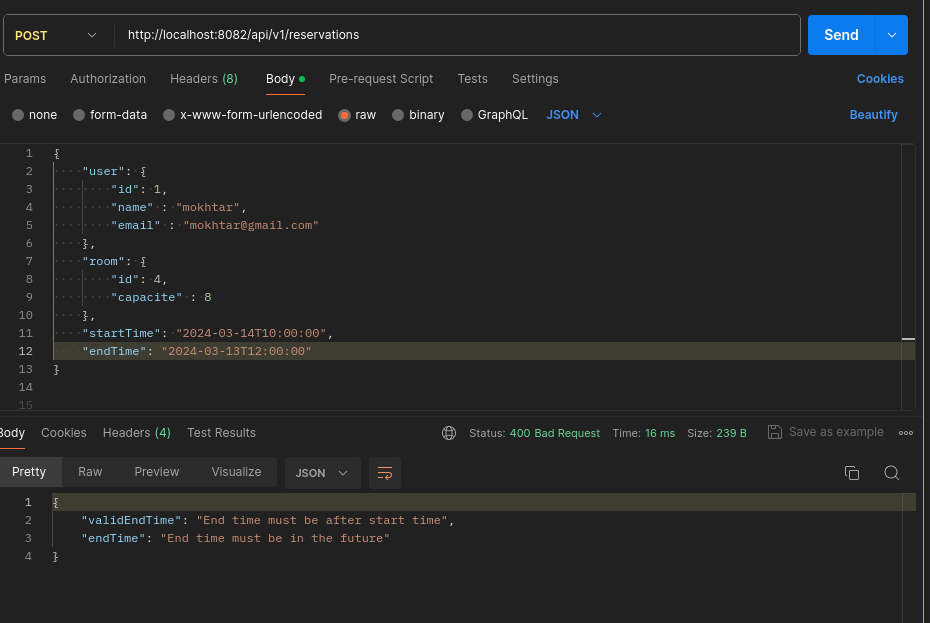 POST http://localhost:8082/api/v1/reservations Send
Params Authorization Headers (8) Body Pre-request Script Tests Settings Cookies
none form-data x-www-form-urlencoded raw binary GraphQL JSON Beautify
1 {
2 "user": {
3 "id": 1,
4 "name" : "mokhtar",
5 "email" : "mokhtar@gmail.com"
6 },
7 "room": {
8 "id": 4,
9 "capacite" : 8
10 },
11 "startTime": "2024-03-14T10:00:00",
12 "endTime": "2024-03-13T12:00:00"
13 }
14
15
Body Cookies Headers (4) Test Results Status: 400 Bad Request Time: 16 ms Size: 239 B Save as example
Pretty Raw Preview Visualize JSON
1 {
2 "validEndTime": "End time must be after start time",
3 "endTime": "End time must be in the future"
4 }